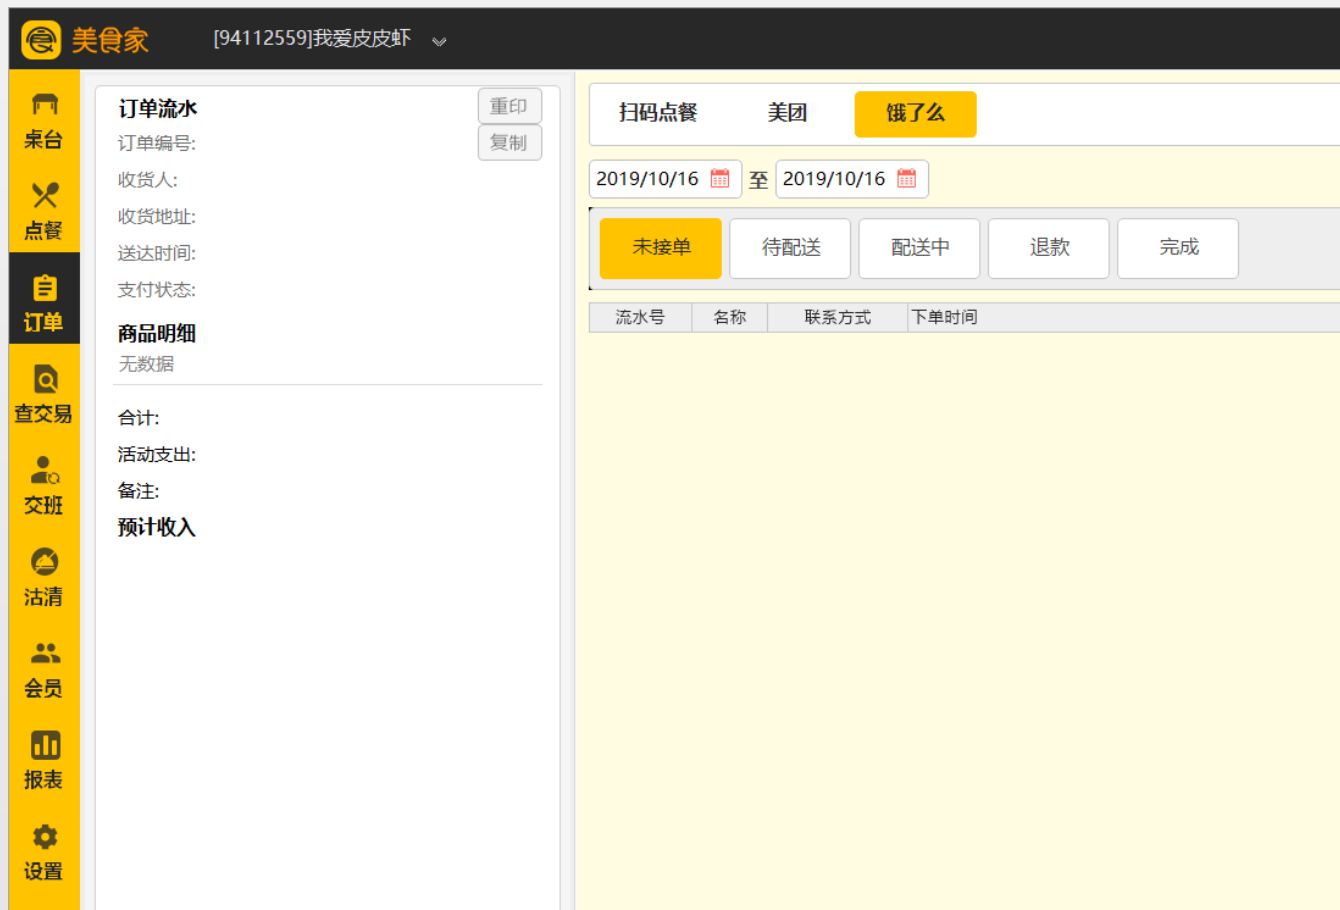 美食家 [94112559]我爱皮皮虾
桌台
点餐
订单
查交易
交班
沽清
会员
报表
设置
订单流水 重印
订单编号: 复制
收货人:
收货地址:
送达时间:
支付状态:
商品明细
无数据
合计:
活动支出:
备注:
预计收入
扫码点餐 美团 饿了么
2019/10/16 至 2019/10/16
未接单 待配送 配送中 退款 完成
流水号 名称 联系方式 下单时间